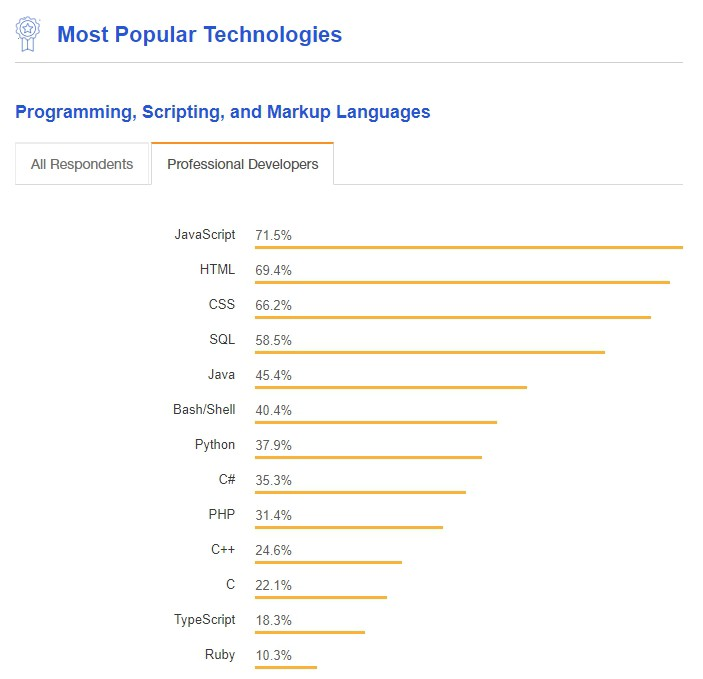 Most Popular Technologies
Programming, Scripting, and Markup Languages
All Respondents Professional Developers
JavaScript 71.5%
HTML 69.4%
CSS 66.2%
SQL 58.5%
Java 45.4%
Bash/Shell 40.4%
Python 37.9%
C# 35.3%
PHP 31.4%
C++ 24.6%
C 22.1%
TypeScript 18.3%
Ruby 10.3%